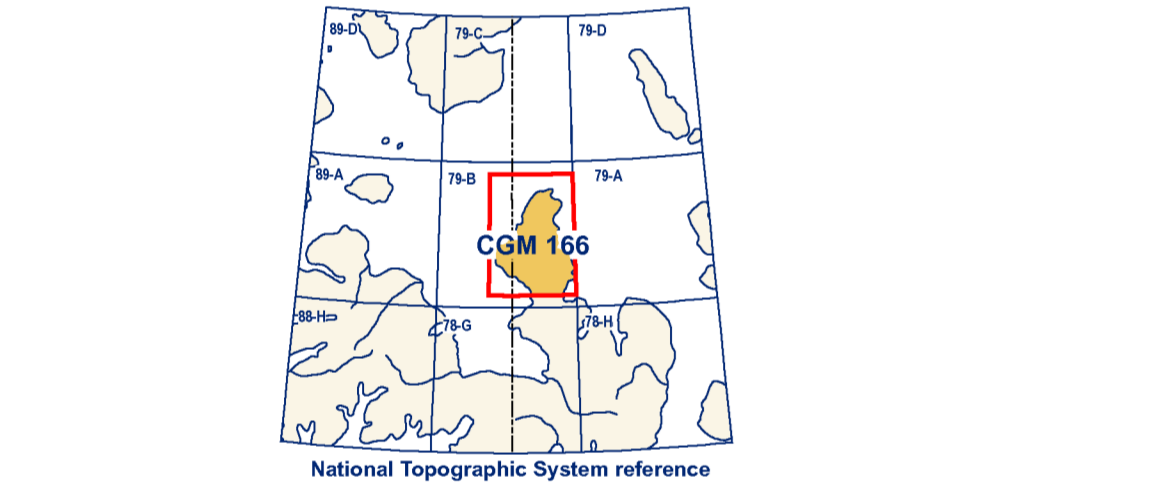 89-D
79-C
79-D
89-A
79-B
79-A
CGM 166
88-H
78-G
78-H
National Topographic System reference